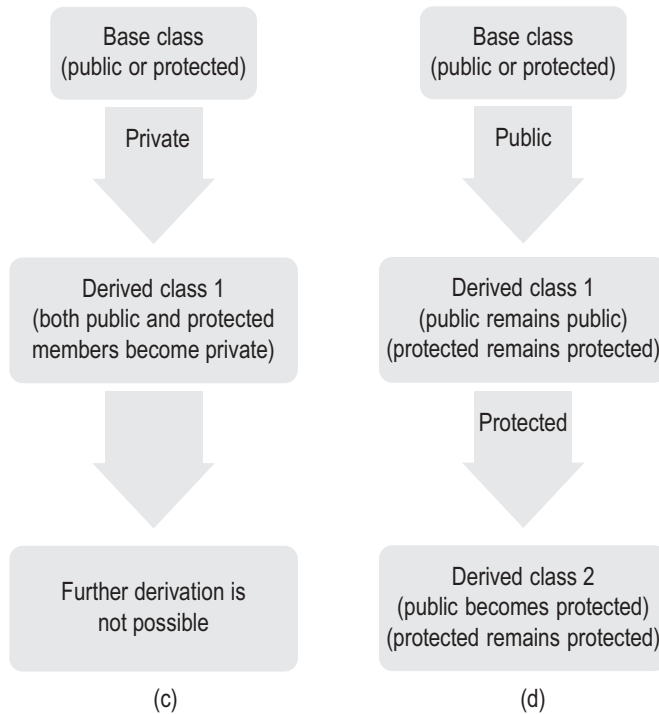 Base class
(public or protected)
Private
Derived class 1
(both public and protected
members become private)
Further derivation is
not possible
(c)
Base class
(public or protected)
Public
Derived class 1
(public remains public)
(protected remains protected)
Protected
Derived class 2
(public becomes protected)
(protected remains protected)
(d)